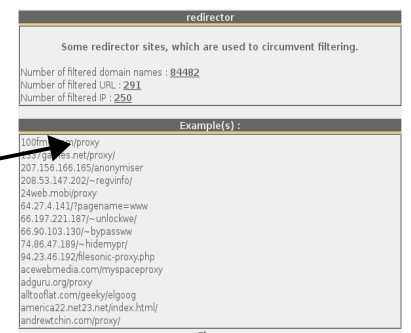 redirector
Some redirector sites, which are used to circumvent filtering.
Number of filtered domain names : 84482
Number of filtered URL : 291
Number of filtered IP : 250
Example(s) :
/proxy
1337games.net/proxy/
207.156.166.165/anonymiser
208.53.147.202/~regvinfo/
24web.mobi/proxy
64.27.4.141/?pagename=www
66.197.221.187/~unlockwe/
66.90.103.130/~bypassww
74.86.47.189/~hidemypr/
94.23.46.192/filesonic-proxy.php
acewebmedia.com/myspaceproxy
adguru.org/proxy
alltooflat.com/geeky/elgoog
america22.net23.net/index.html/
andrewtchin.com/proxy/